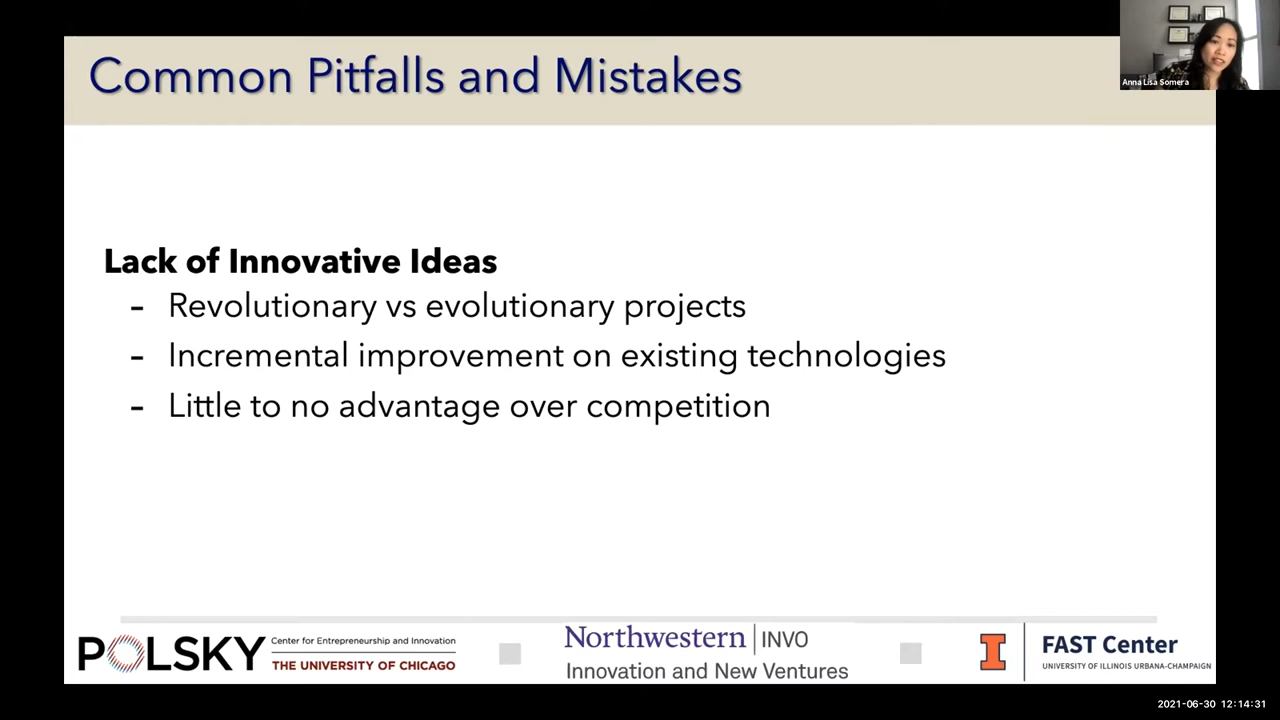 Common Pitfalls and Mistakes
Anna Lisa Somera
Lack of Innovative Ideas
- Revolutionary vs evolutionary projects
- Incremental improvement on existing technologies
- Little to no advantage over competition
POLSKY
Center for Entrepreneurship and Innovation
THE UNIVERSITY OF CHICAGO
Northwestern | INVO
Innovation and New Ventures
I
FAST Center
UNIVERSITY OF ILLINOIS URBANA-CHAMPAIGN
2021-06-30 12:14:31